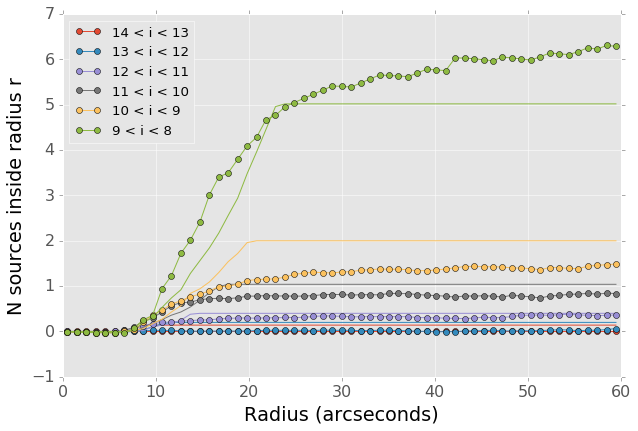 7
6
5
4
3
2
1
0
−1
N sources inside radius r
14 < i < 13
13 < i < 12
12 < i < 11
11 < i < 10
10 < i < 9
9 < i < 8
0 10 20 30 40 50 60
Radius (arcseconds)